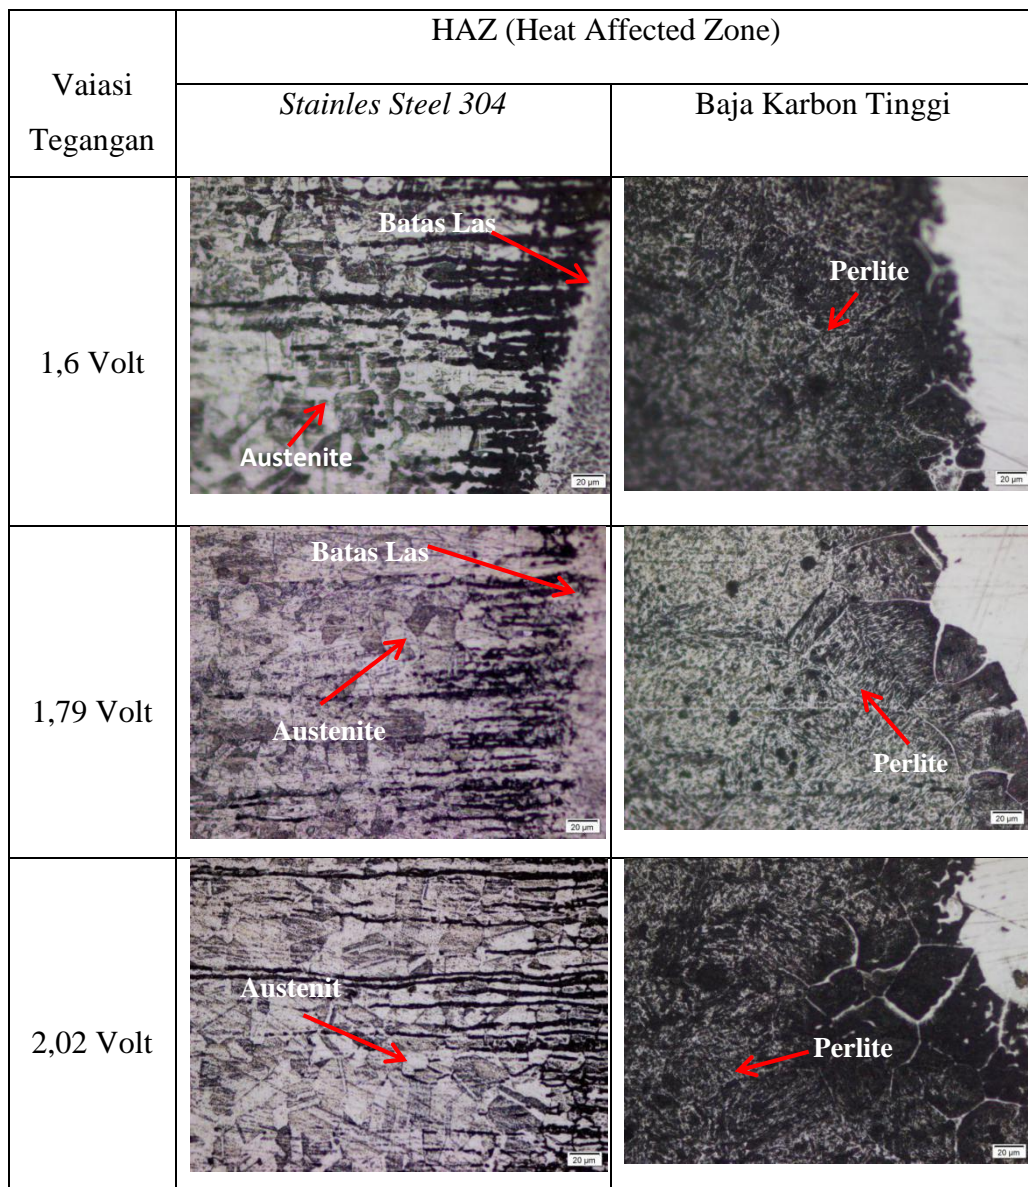 HAZ (Heat Affected Zone)
Vaiasi
Tegangan
Stainles Steel 304
Baja Karbon Tinggi
1,6 Volt
Batas Las
Austenite
20 µm
Perlite
20 µm
1,79 Volt
Batas Las
Austenite
20 µm
Perlite
20 µm
2,02 Volt
Austenit
20 µm
Perlite
20 µm